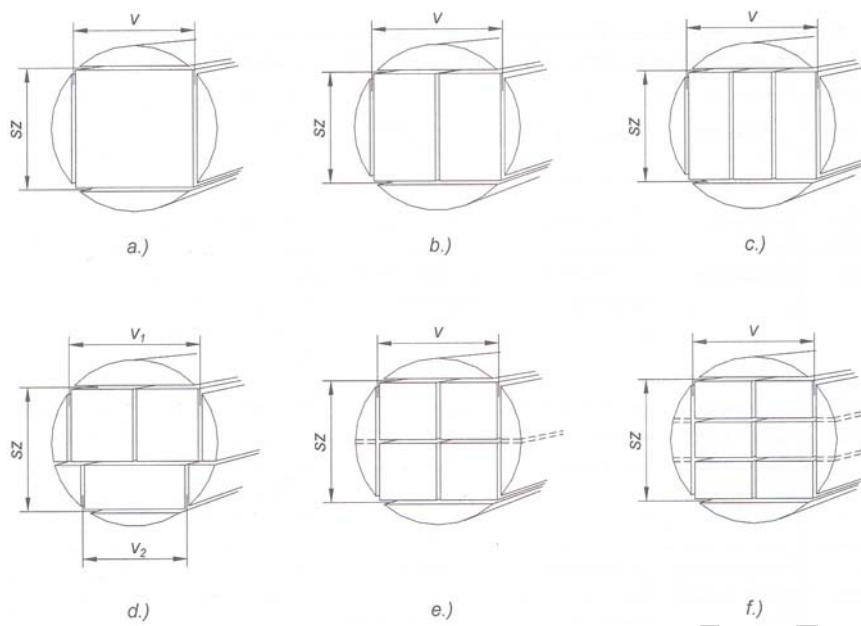 v v v
sz sz sz
a.) b.) c.)
v₁ v v
sz sz sz
v₂
d.) e.) f.)